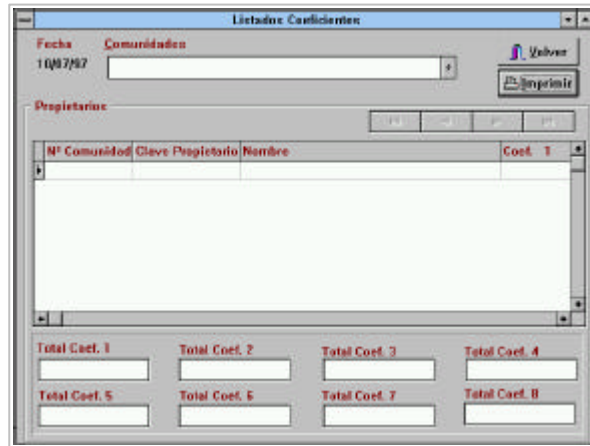 Listados Coeficientes
Fecha Comunidades
10/07/97
Volver
Imprimir
Propietarios
Nº Comunidad Clave Propietario Nombre Coef. 1
Total Coef. 1 Total Coef. 2 Total Coef. 3 Total Coef. 4
Total Coef. 5 Total Coef. 6 Total Coef. 7 Total Coef. 8